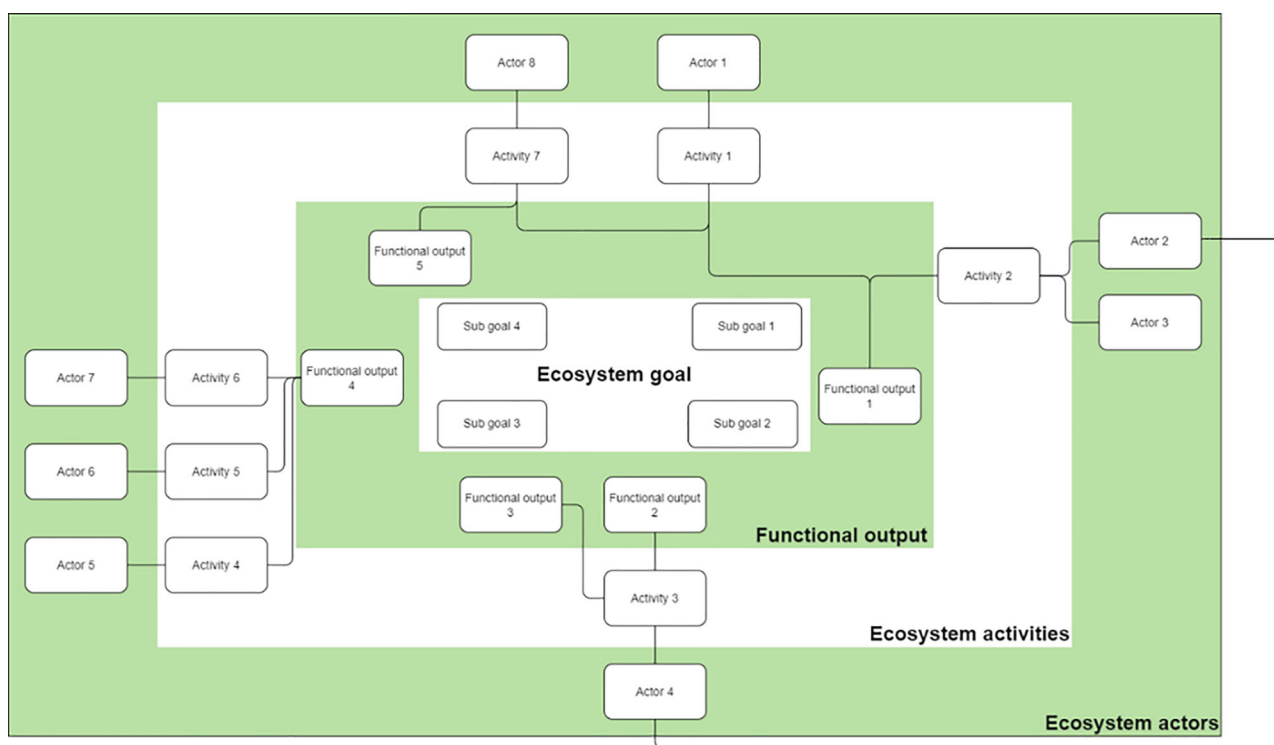 Actor 8
Actor 1
Activity 7
Activity 1
Functional output
5
Activity 2
Actor 2
Actor 3
Sub goal 4
Sub goal 1
Ecosystem goal
Sub goal 3
Sub goal 2
Actor 7
Activity 6
Functional output
4
Functional output
1
Actor 6
Activity 5
Functional output
3
Functional output
2
Functional output
Actor 5
Activity 4
Activity 3
Ecosystem activities
Actor 4
Ecosystem actors